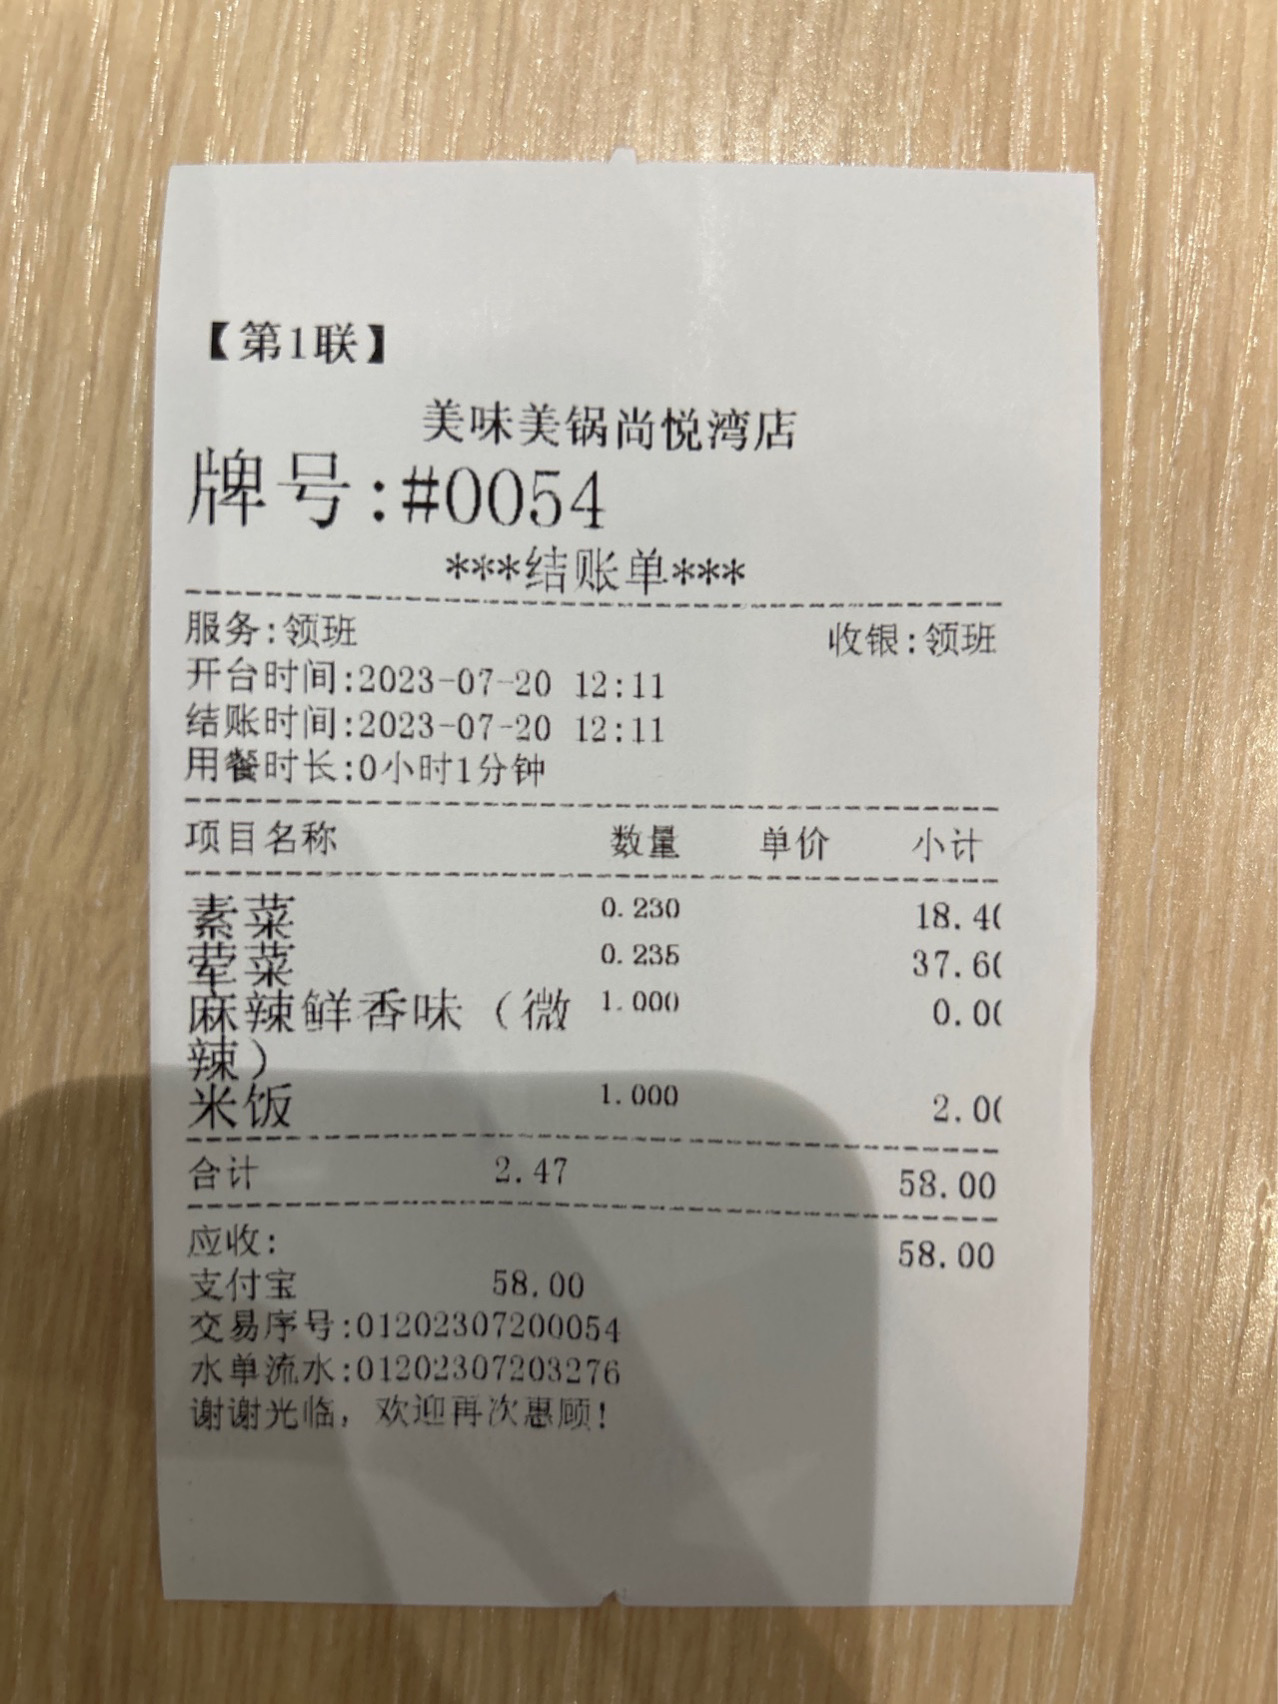 【第1联】
美味美锅尚悦湾店
牌号:#0054
***结账单***
服务:领班 收银:领班
开台时间:2023-07-20 12:11
结账时间:2023-07-20 12:11
用餐时长:0小时1分钟
项目名称 数量 单价 小计
素菜 0.230 18.40
荤菜 0.235 37.60
麻辣鲜香味（微 1.000 0.00
辣）
米饭 1.000 2.00
合计 2.47 58.00
应收: 58.00
支付宝 58.00
交易序号:01202307200054
水单流水:01202307203276
谢谢光临，欢迎再次惠顾!